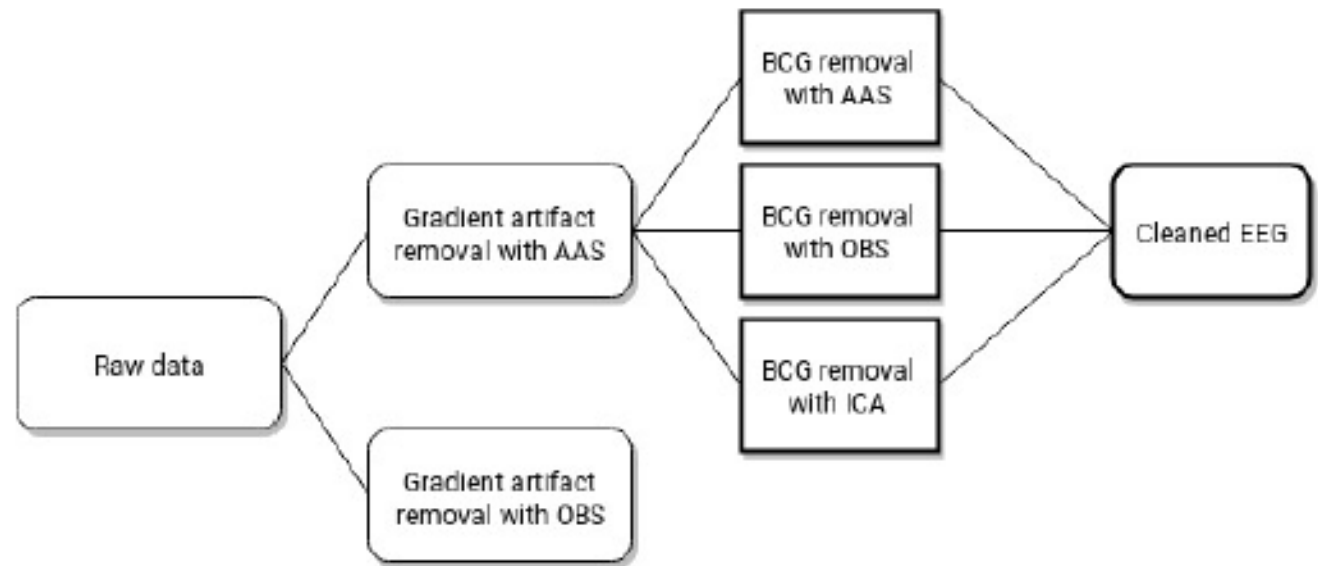 Raw data
Gradient artifact
removal with AAS
Gradient artifact
removal with OBS
BCG removal
with AAS
BCG removal
with OBS
BCG removal
with ICA
Cleaned EEG